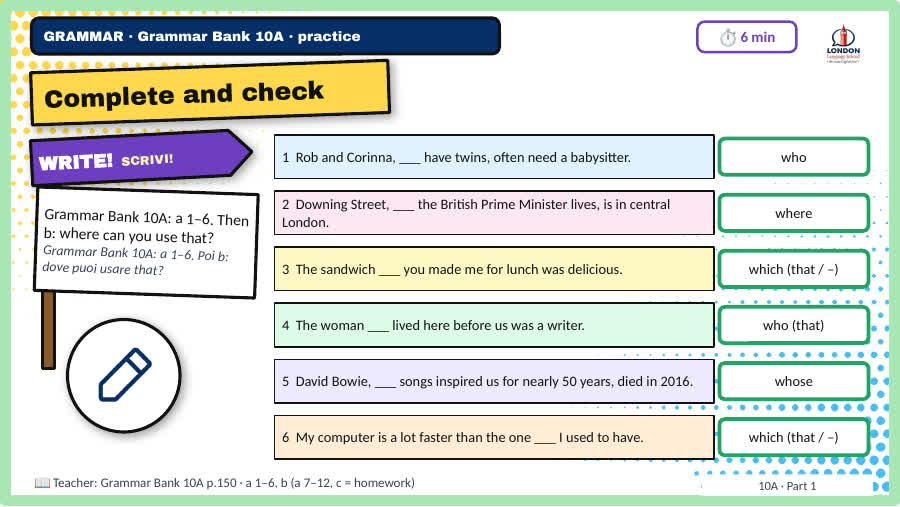 GRAMMAR · Grammar Bank 10A · practice
⏱️ 6 min
LONDON
Complete and check
WRITE! SCRIVI!
Grammar Bank 10A: a 1–6. Then
b: where can you use that?
Grammar Bank 10A: a 1–6. Poi b:
dove puoi usare that?
1 Rob and Corinna, ___ have twins, often need a babysitter.
who
2 Downing Street, ___ the British Prime Minister lives, is in central
London.
where
3 The sandwich ___ you made me for lunch was delicious.
which (that / –)
4 The woman ___ lived here before us was a writer.
who (that)
5 David Bowie, ___ songs inspired us for nearly 50 years, died in 2016.
whose
6 My computer is a lot faster than the one ___ I used to have.
which (that / –)
📖 Teacher: Grammar Bank 10A p.150 · a 1–6, b (a 7–12, c = homework)
10A · Part 1